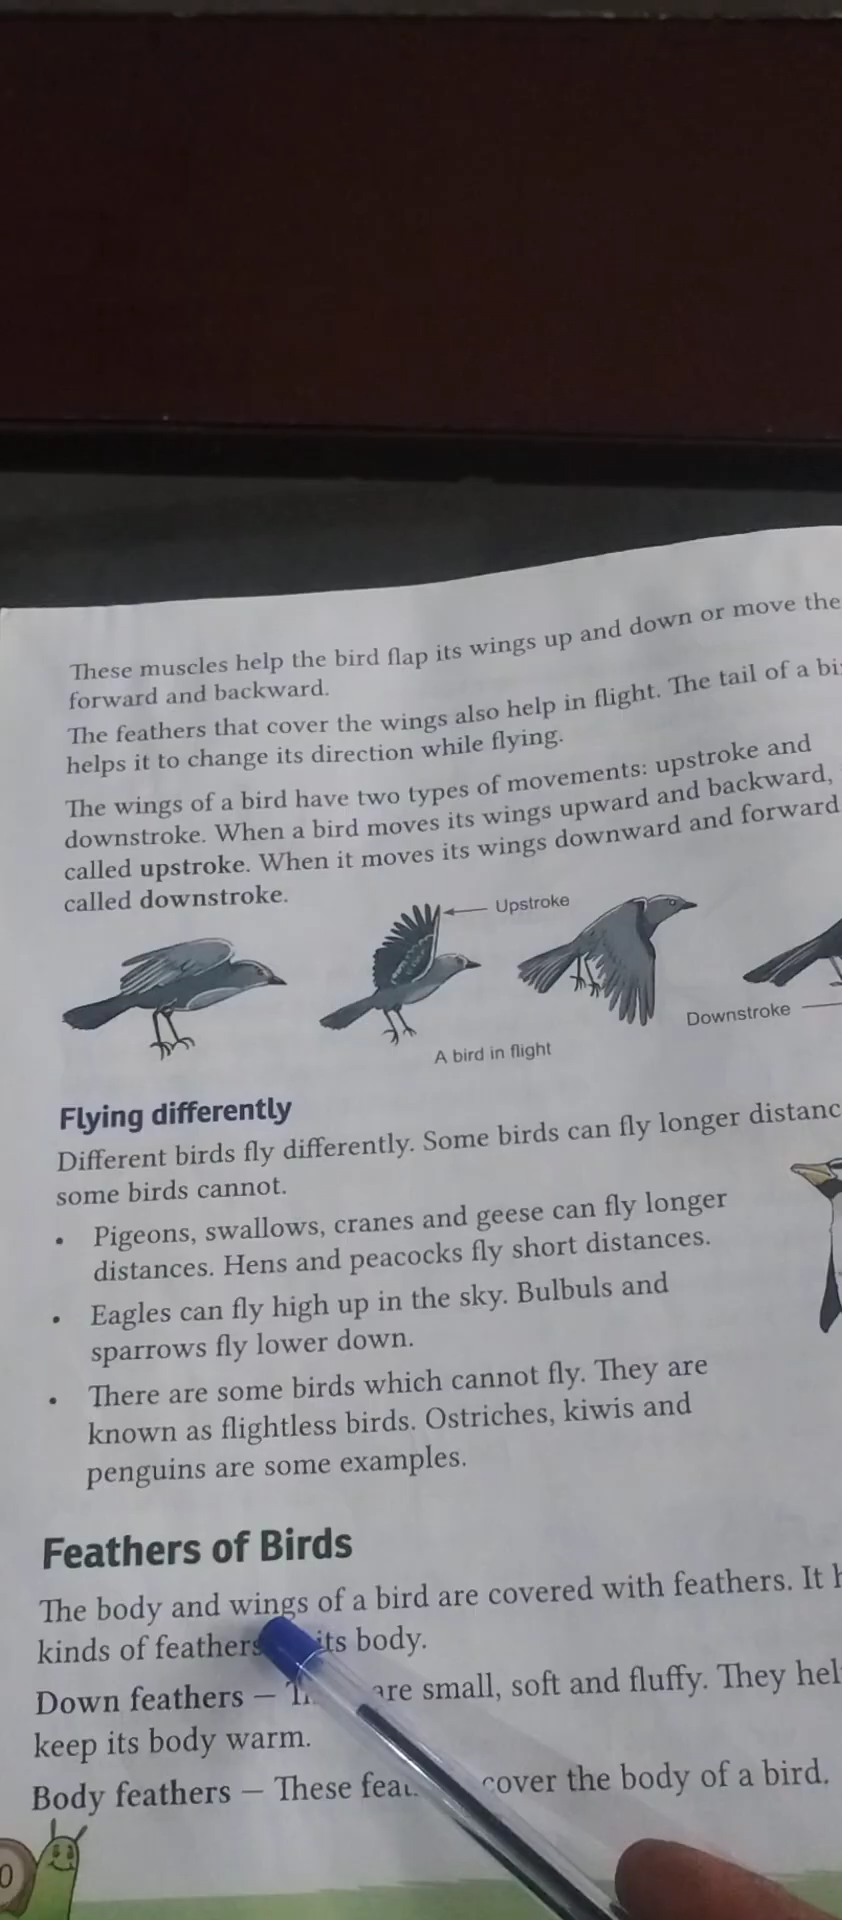 These muscles help the bird flap its wings up and down or move the
forward and backward.
The feathers that cover the wings also help in flight. The tail of a
helps it to change its direction while flying.
The wings of a bird have two types of movements: upstroke and
downstroke. When a bird moves its wings upward and backward,
called upstroke. When it moves its wings downward and forward
called downstroke.
Upstroke
Downstroke
A bird in flight
Flying differently
Different birds fly differently. Some birds can fly longer
some birds cannot.
• Pigeons, swallows, cranes and geese can fly longer
distances. Hens and peacocks fly short distances.
• Eagles can fly high up in the sky. Bulbuls and
sparrows fly lower down.
• There are some birds which cannot fly. They are
known as flightless birds. Ostriches, kiwis and
penguins are some examples.
Feathers of Birds
The body and wings of a bird are covered with feathers. It
kinds of its body.
Down feathers — are small, soft and fluffy. They
keep its body warm.
Body feathers — These cover the body of a bird.